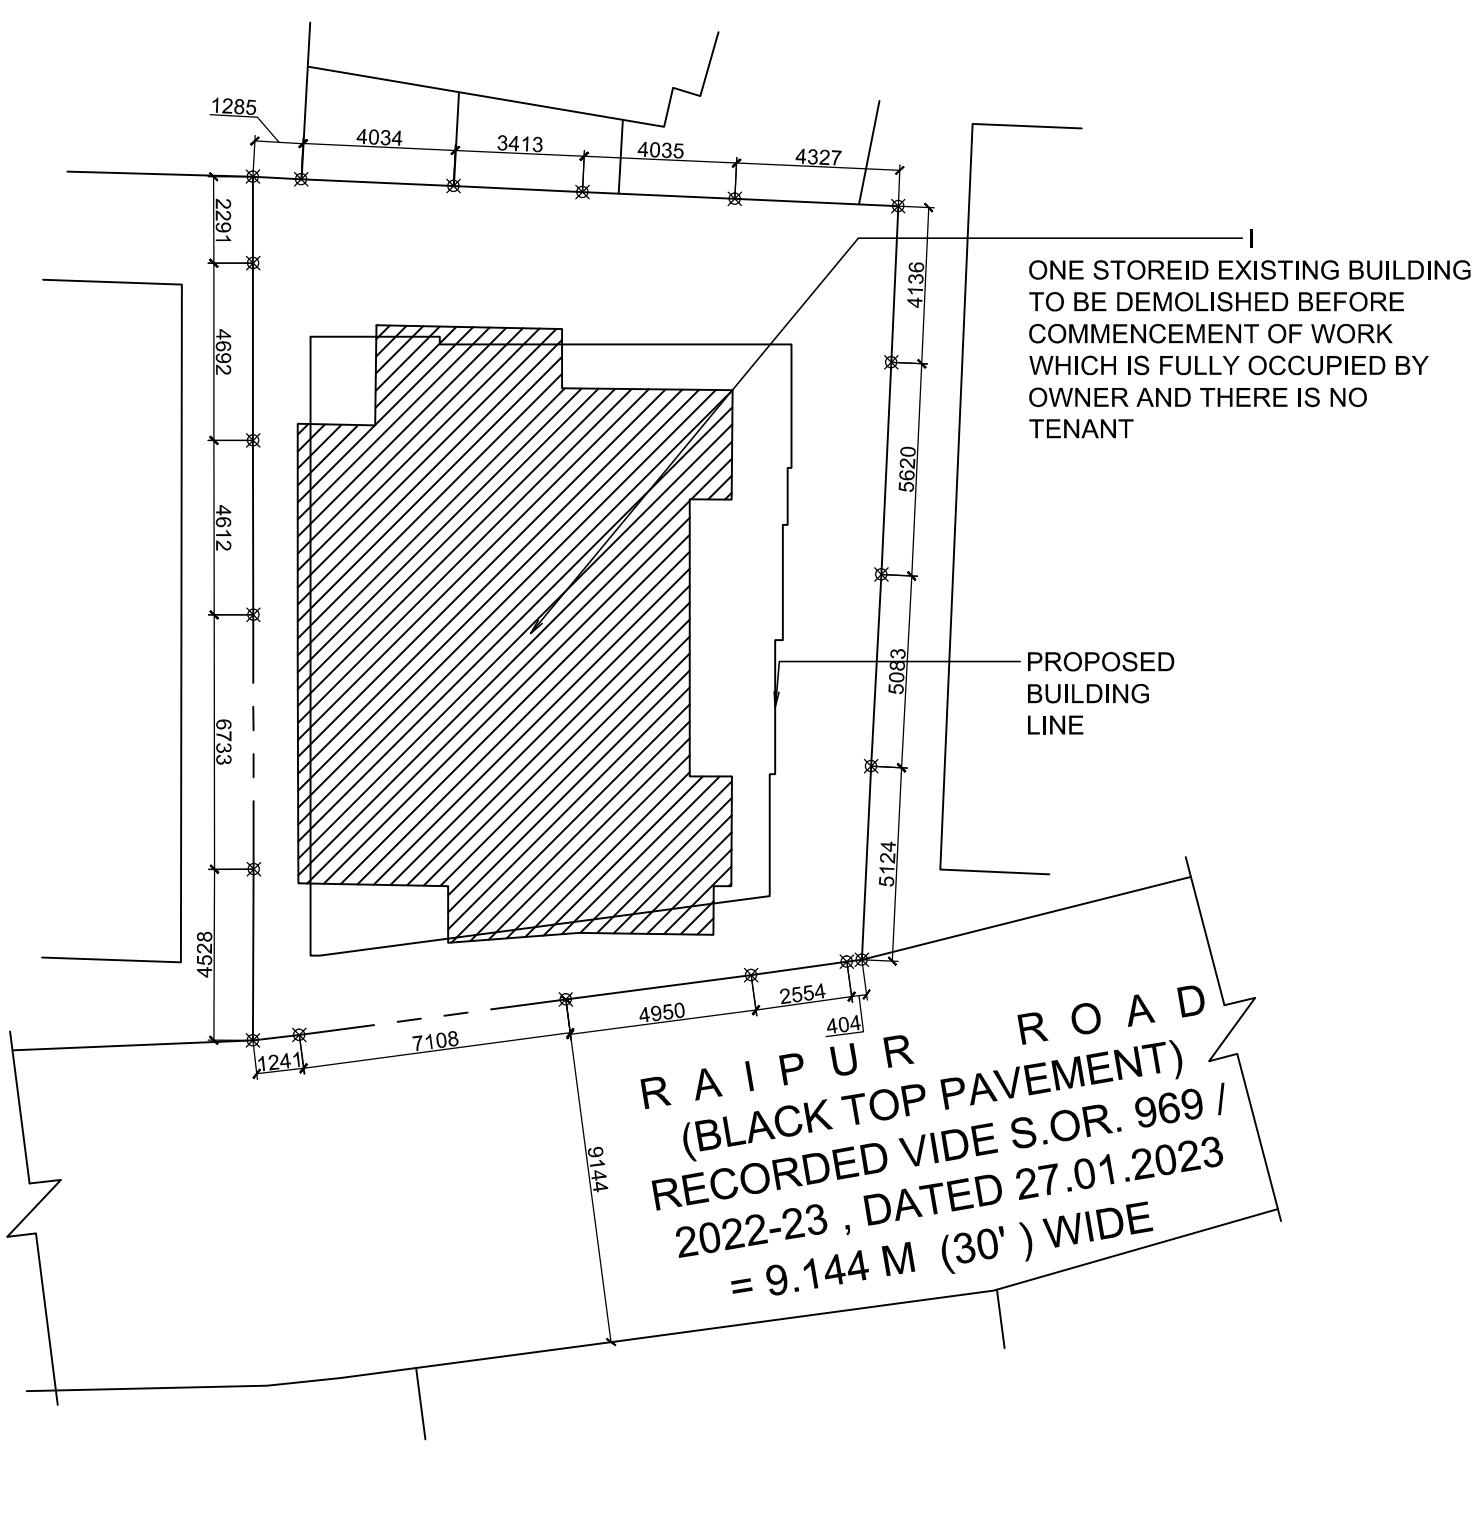 1285
4034
3413
4035
4327
2291
4692
4612
6733
4528
4136
5620
5083
5124
I
ONE STOREID EXISTING BUILDING
TO BE DEMOLISHED BEFORE
COMMENCEMENT OF WORK
WHICH IS FULLY OCCUPIED BY
OWNER AND THERE IS NO
TENANT
PROPOSED
BUILDING
LINE
1241
7108
4950
2554
404
9144
RAIPUR ROAD
(BLACK TOP PAVEMENT)
RECORDED VIDE S.OR. 969 /
2022-23 , DATED 27.01.2023
= 9.144 M (30' ) WIDE